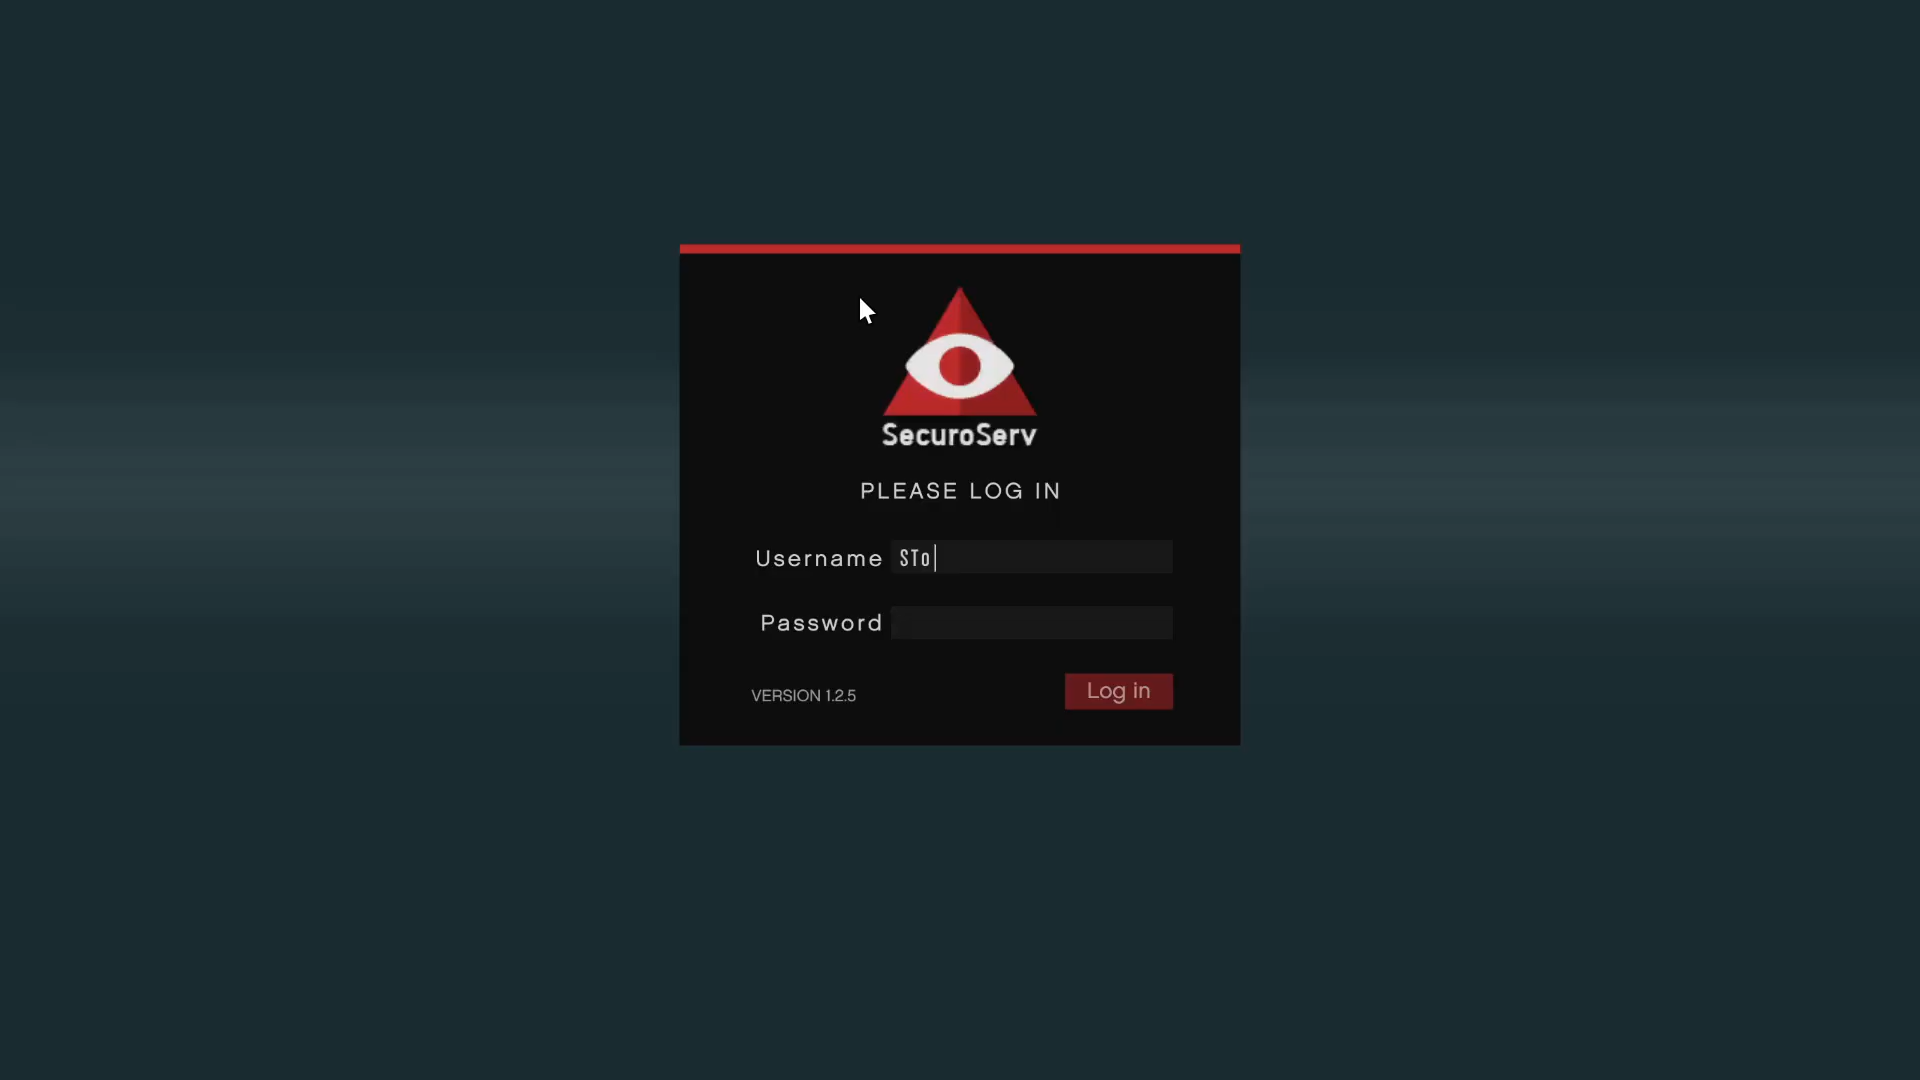 SecuroServ
PLEASE LOG IN
Username STo
Password
VERSION 1.2.5 Log in